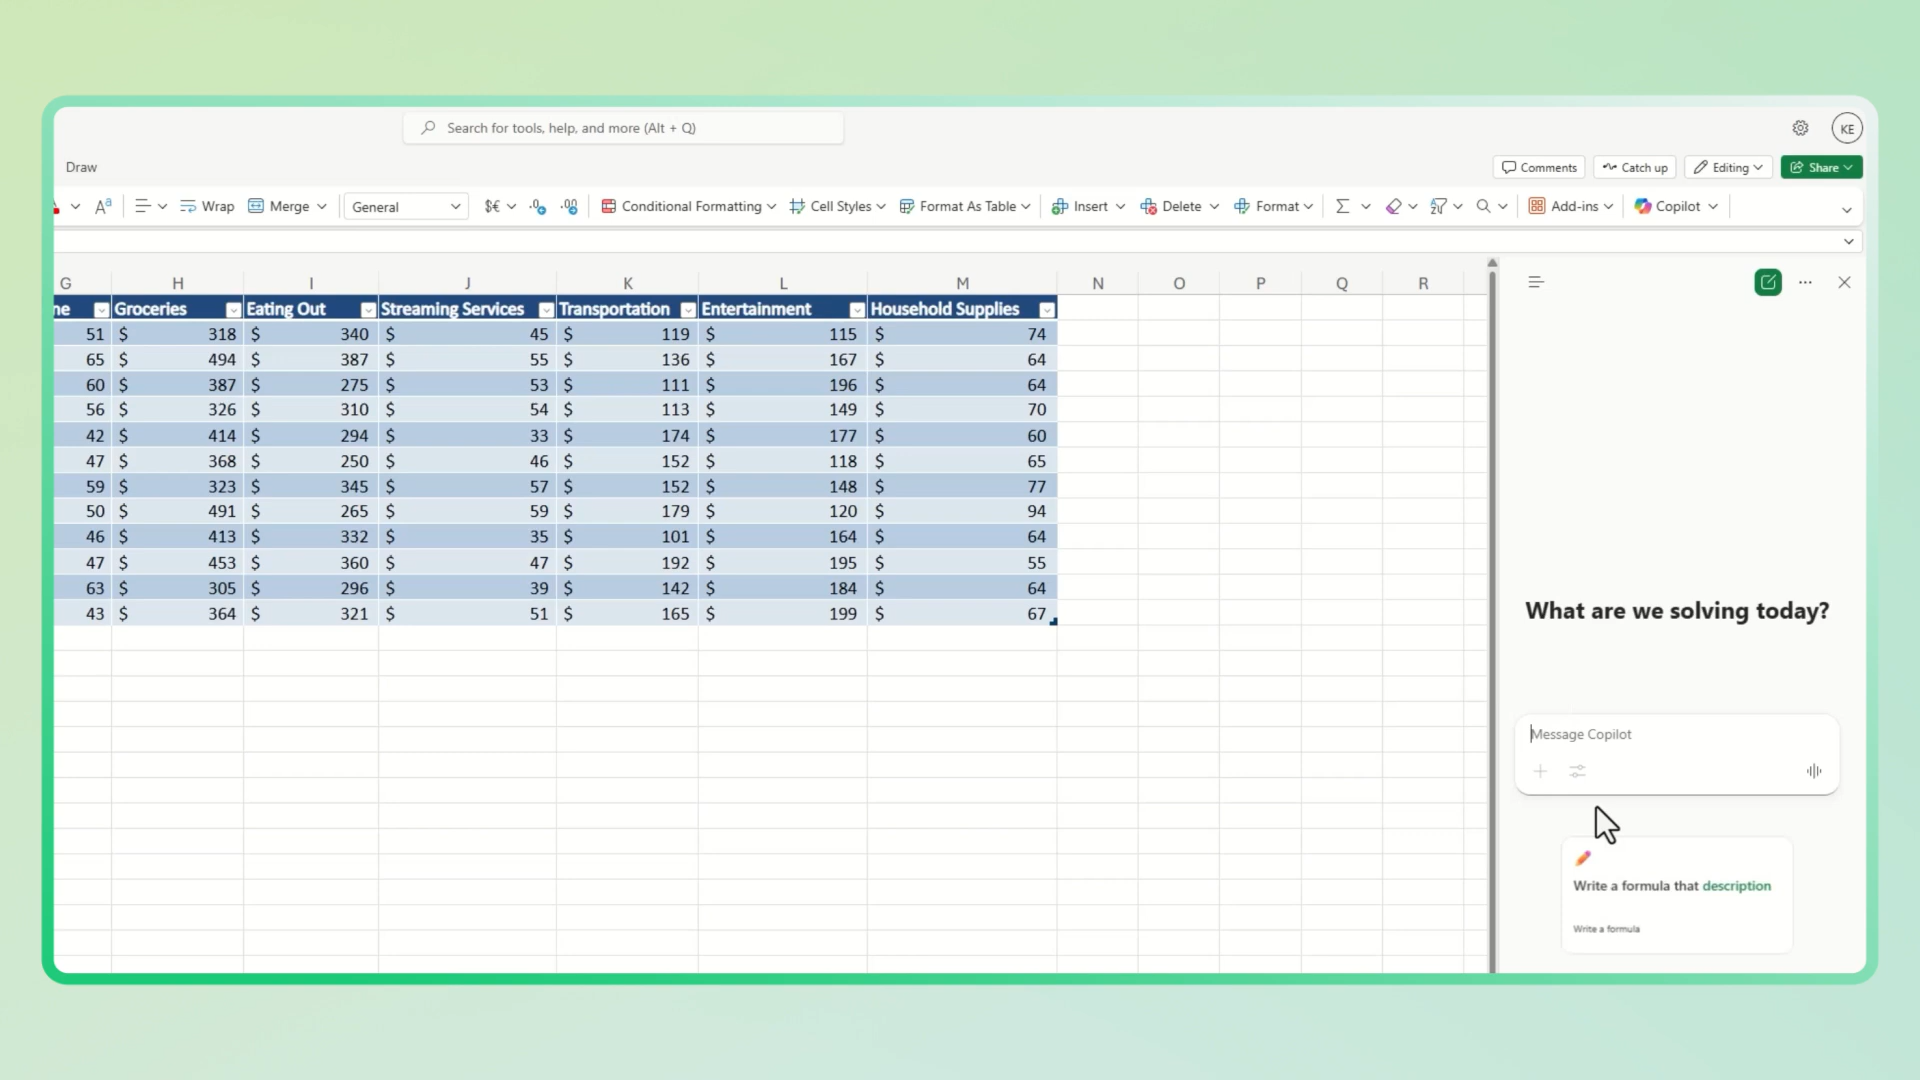 Search for tools, help, and more (Alt + Q)
KE
Draw
Comments
Catch up
Editing
Share
Wrap
Merge
General
Conditional Formatting
Cell Styles
Format As Table
Insert
Delete
Format
Add-ins
Copilot
G H I J K L M N O P Q R
ne Groceries Eating Out Streaming Services Transportation Entertainment Household Supplies
51 $ 318 $ 340 $ 45 $ 119 $ 115 $ 74
65 $ 494 $ 387 $ 55 $ 136 $ 167 $ 64
60 $ 387 $ 275 $ 53 $ 111 $ 196 $ 64
56 $ 326 $ 310 $ 54 $ 113 $ 149 $ 70
42 $ 414 $ 294 $ 33 $ 174 $ 177 $ 60
47 $ 368 $ 250 $ 46 $ 152 $ 118 $ 65
59 $ 323 $ 345 $ 57 $ 152 $ 148 $ 77
50 $ 491 $ 265 $ 59 $ 179 $ 120 $ 94
46 $ 413 $ 332 $ 35 $ 101 $ 164 $ 64
47 $ 453 $ 360 $ 47 $ 192 $ 195 $ 55
63 $ 305 $ 296 $ 39 $ 142 $ 184 $ 64
43 $ 364 $ 321 $ 51 $ 165 $ 199 $ 67
What are we solving today?
Message Copilot
Write a formula that description
Write a formula